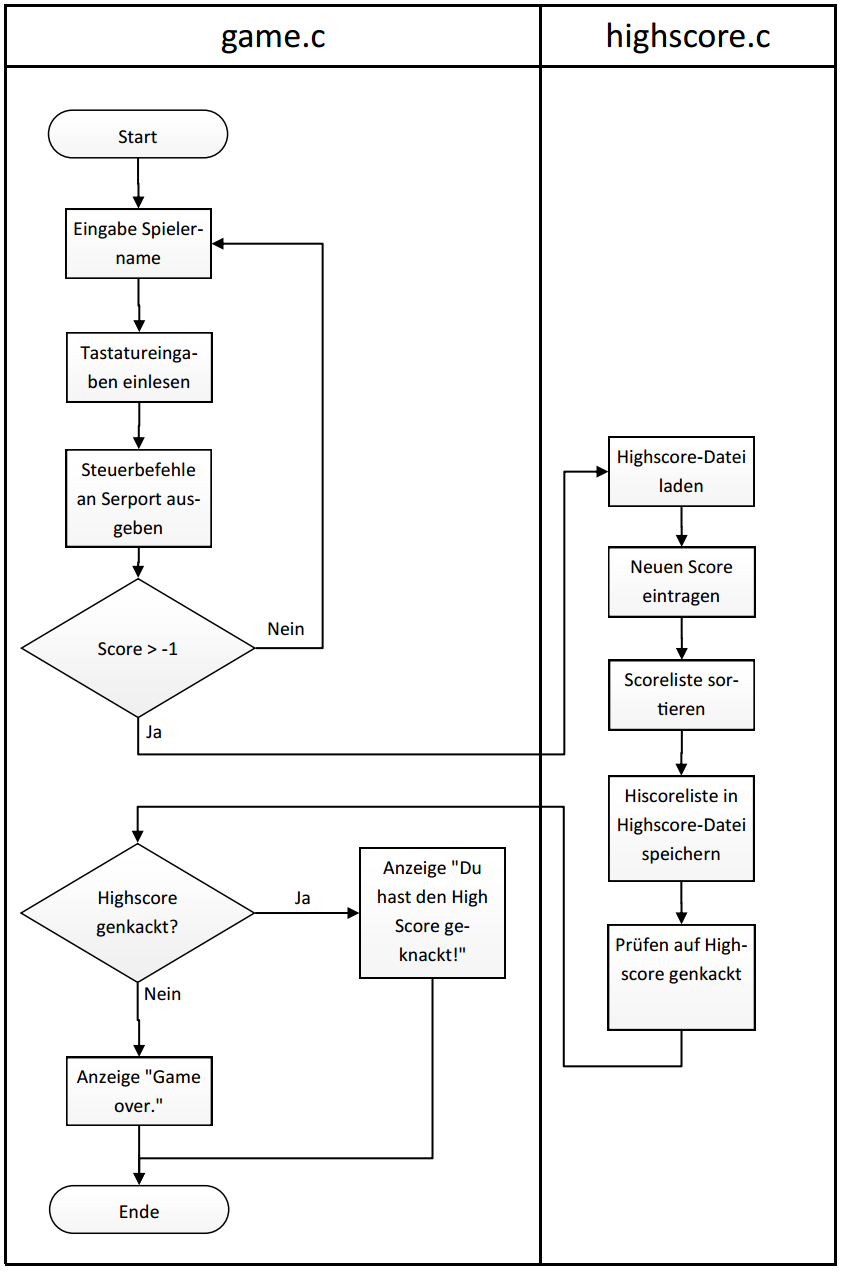 game.c
highscore.c
Start
Eingabe Spieler-
name
Tastatureinga-
ben einlesen
Steuerbefehle
an Serport aus-
geben
Score > -1
Nein
Ja
Highscore-Datei
laden
Neuen Score
eintragen
Scoreliste sor-
tieren
Hiscoreliste in
Highscore-Datei
speichern
Prüfen auf High-
score genkackt
Highscore
genkackt?
Ja
Anzeige "Du
hast den High
Score ge-
knackt!"
Nein
Anzeige "Game
over."
Ende